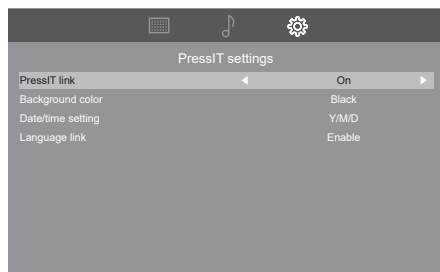 PressIT settings
PressIT link On
Background color Black
Date/time setting Y/M/D
Language link Enable